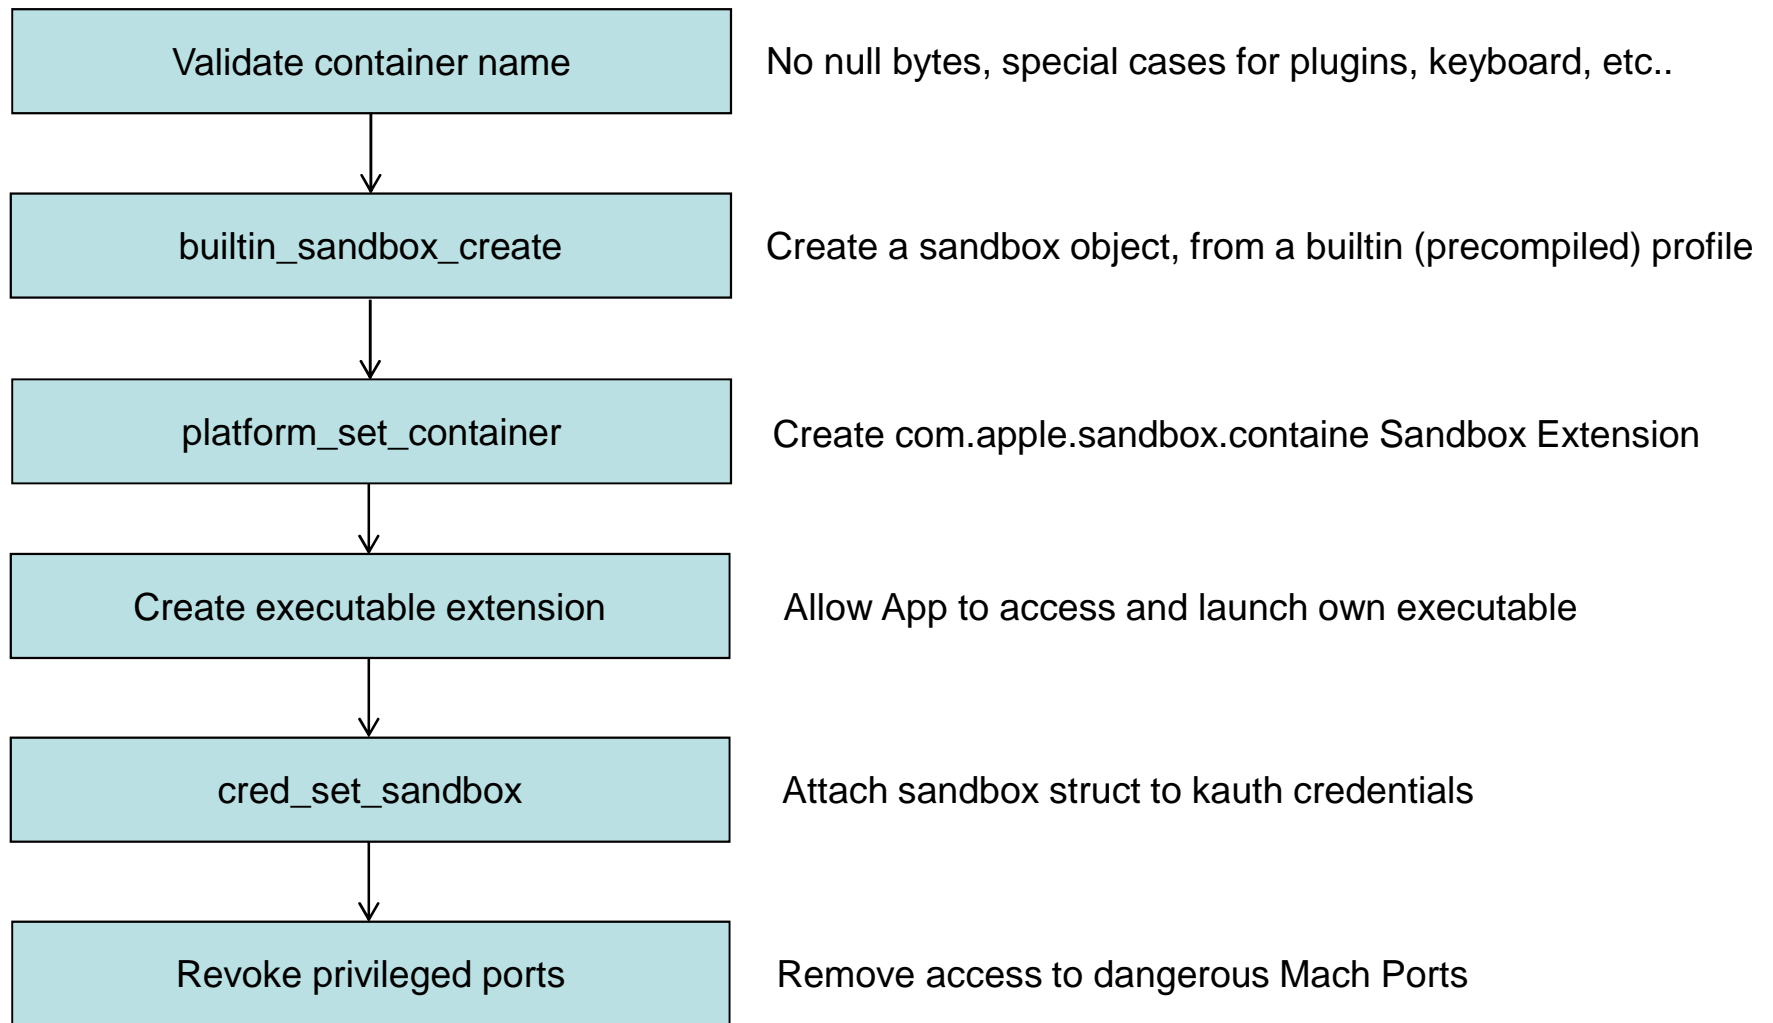 Validate container name
No null bytes, special cases for plugins, keyboard, etc..
builtin_sandbox_create
Create a sandbox object, from a builtin (precompiled) profile
platform_set_container
Create com.apple.sandbox.containe Sandbox Extension
Create executable extension
Allow App to access and launch own executable
cred_set_sandbox
Attach sandbox struct to kauth credentials
Revoke privileged ports
Remove access to dangerous Mach Ports